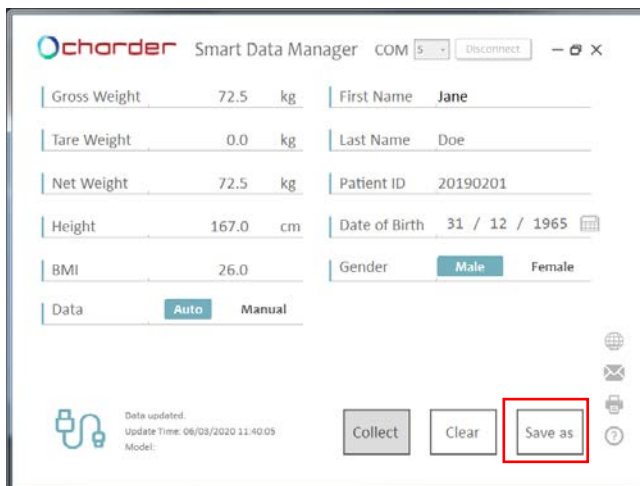 charder Smart Data Manager COM 5 Disconnect
Gross Weight 72.5 kg First Name Jane
Tare Weight 0.0 kg Last Name Doe
Net Weight 72.5 kg Patient ID 20190201
Height 167.0 cm Date of Birth 31 / 12 / 1965
BMI 26.0 Gender Male Female
Data Auto Manual
Data updated.
Update Time: 06/03/2020 11:40:05
Model:
Collect Clear Save as
?